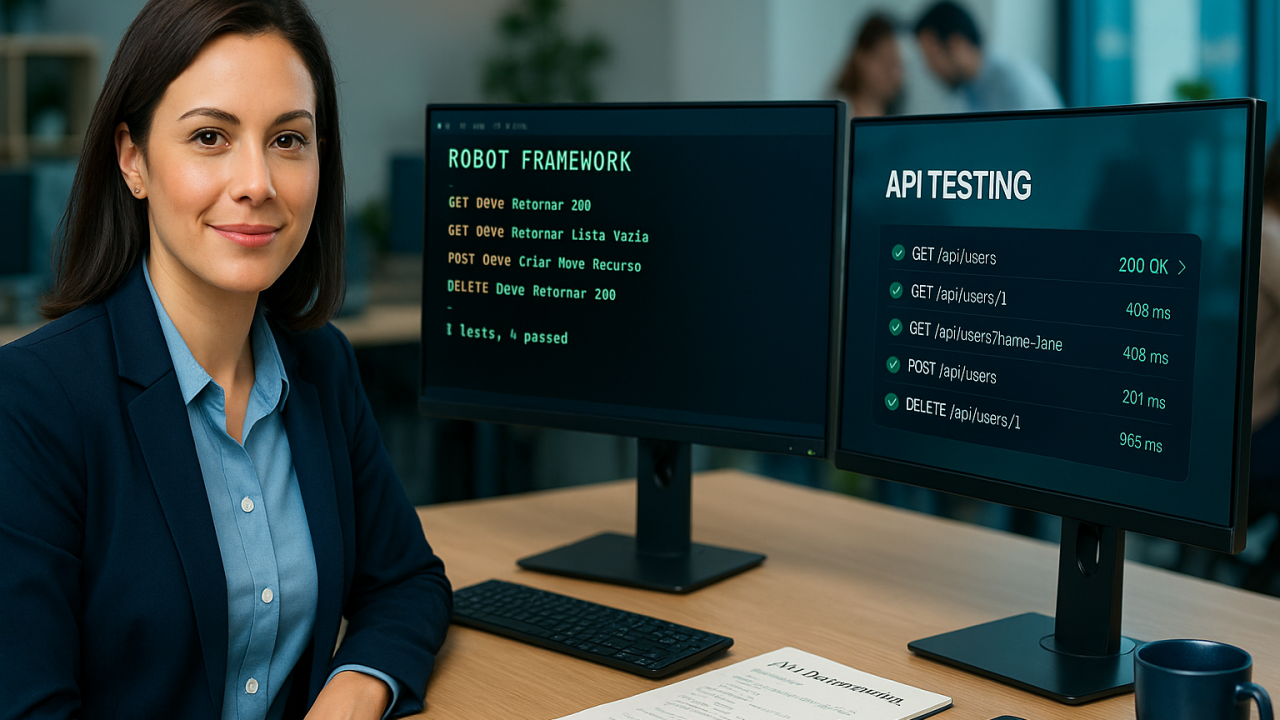 ROBOT FRAMEWORK
GET Deve Retornar 200
GET Deve Retornar Lista Vazia
POST Oeve Criar Move Recurso
DELETE Deve Retornar 200
lests, 4 passed
API TESTING
GET /api/users
200 OK >
GET /api/users/1
408 ms
GET /api/users7hame-Jane
408 ms
POST /api/users
201 ms
DELETE /api/users/1
965 ms